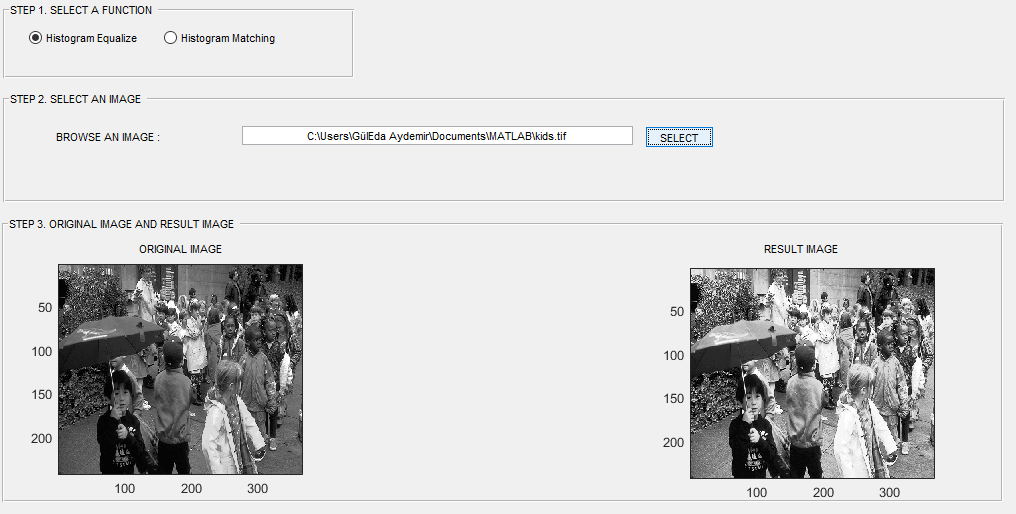 STEP 1. SELECT A FUNCTION
Histogram Equalize Histogram Matching
STEP 2. SELECT AN IMAGE
BROWSE AN IMAGE : C:\Users\GülEda Aydemir\Documents\MATLAB\kids.tif SELECT
STEP 3. ORIGINAL IMAGE AND RESULT IMAGE
ORIGINAL IMAGE
50
100
150
200
100 200 300
RESULT IMAGE
50
100
150
200
100 200 300